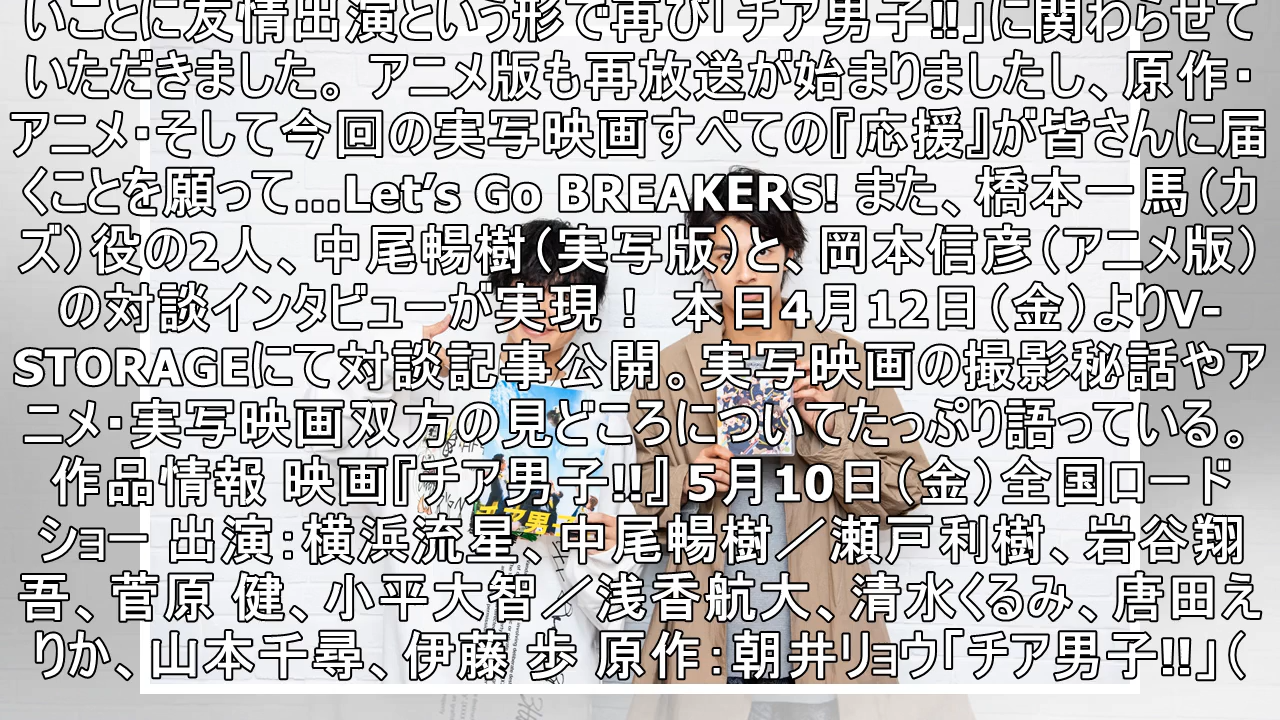 いことに友情出演という形で再び「チア男子!!」に関わらせて
いただきました。アニメ版も再放送が始まりましたし、原作・
アニメ・そして今回の実写映画すべての『応援』が皆さんに届
くことを願って…Let’s Go BREAKERS! また、橋本一馬（カ
ズ）役の2人、中尾暢樹（実写版）と、岡本信彦（アニメ版）
の対談インタビューが実現！ 本日4月12日（金）よりV-
STORAGEにて対談記事公開。実写映画の撮影秘話やア
ニメ・実写映画双方の見どころについてたっぷり語っている。
作品情報 映画『チア男子!!』 5月10日（金）全国ロード
ショー 出演：横浜流星、中尾暢樹／瀬戸利樹、岩谷翔
吾、菅原 健、小平大智／浅香航大、清水くるみ、唐田え
りか、山本千尋、伊藤 歩 原作：朝井リョウ「チア男子!!」（